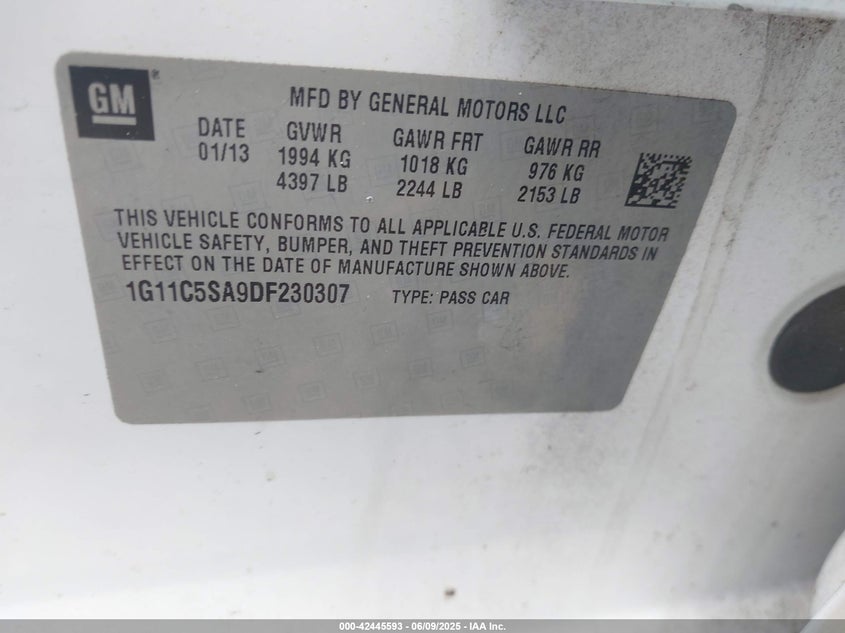 GM®
MFD BY GENERAL MOTORS LLC
DATE GVWR GAWR FRT GAWR RR
01/13 1994 KG 1018 KG 976 KG
4397 LB 2244 LB 2153 LB
THIS VEHICLE CONFORMS TO ALL APPLICABLE U.S. FEDERAL MOTOR
VEHICLE SAFETY, BUMPER, AND THEFT PREVENTION STANDARDS IN
EFFECT ON THE DATE OF MANUFACTURE SHOWN ABOVE.
1G11C5SA9DF230307 TYPE: PASS CAR
000-42445593 - 06/09/2025 - IAA Inc.